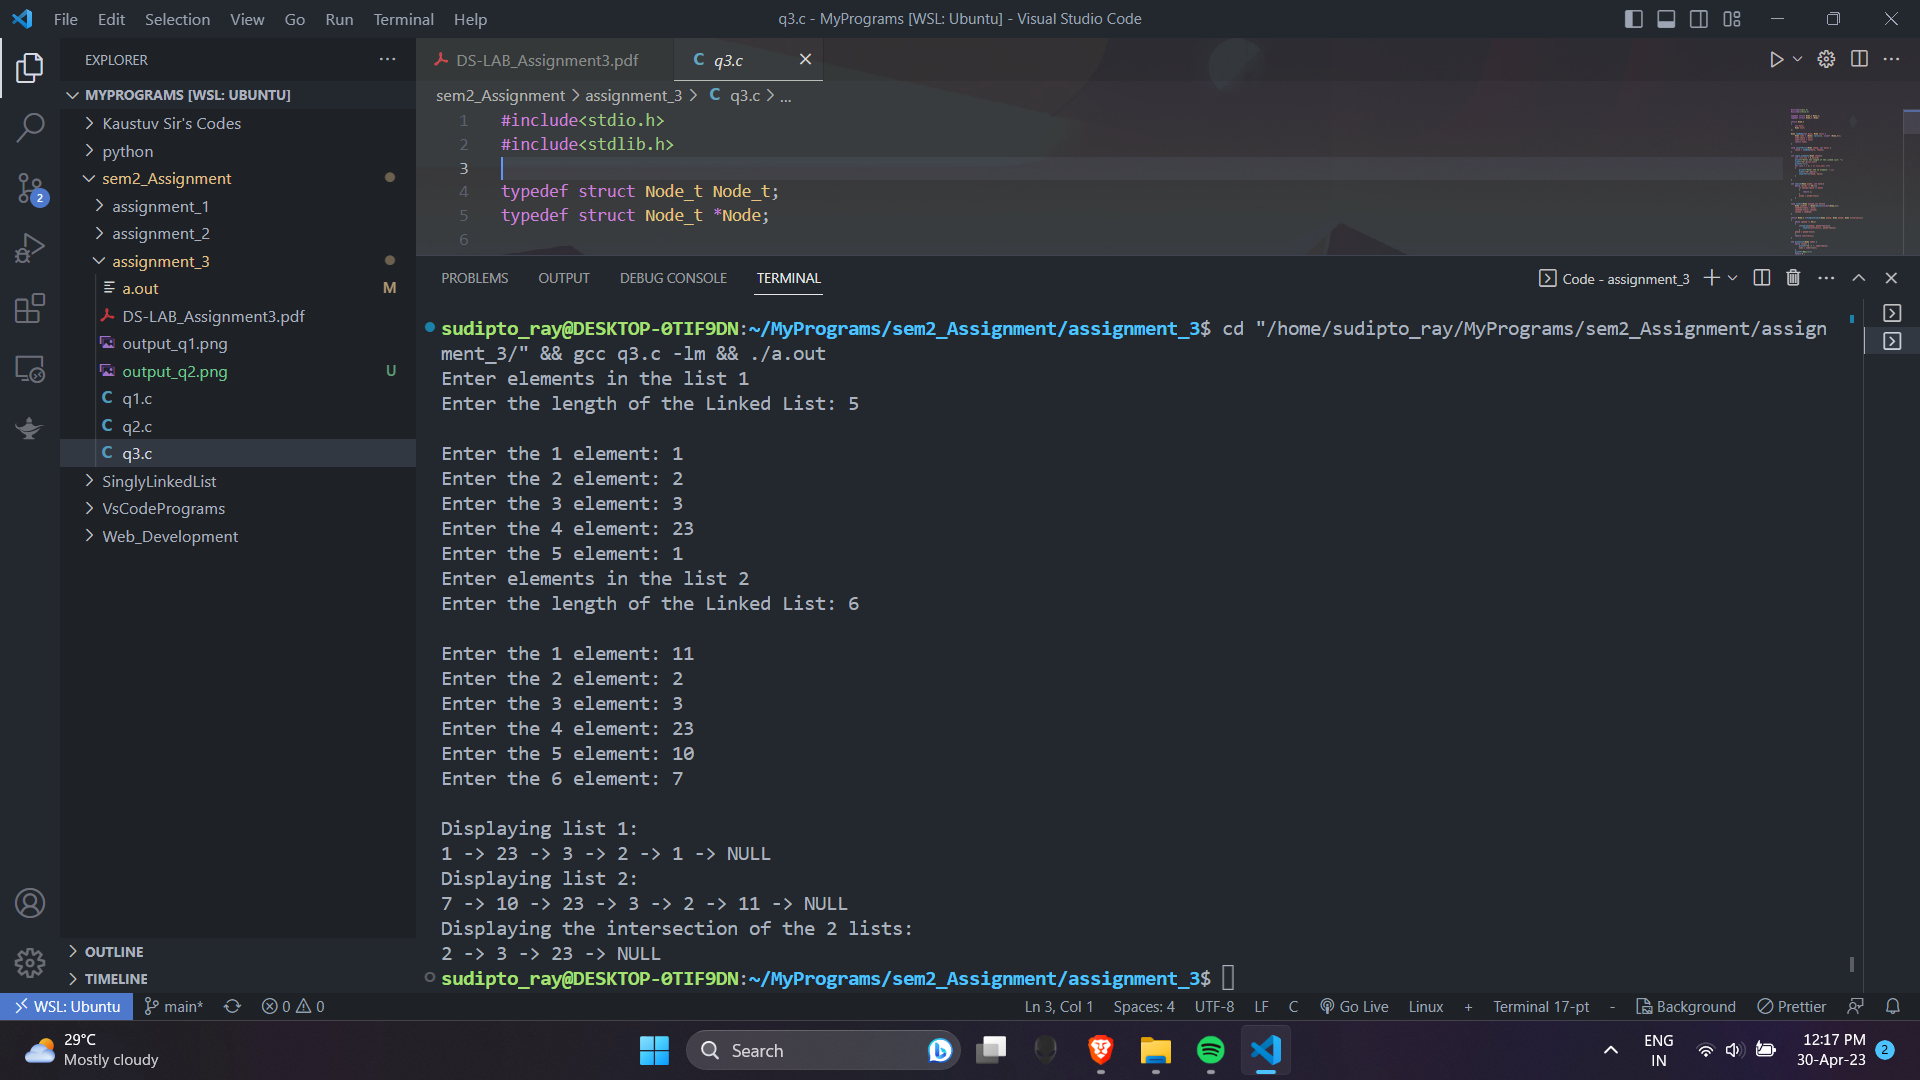 File Edit Selection View Go Run Terminal Help
q3.c - MyPrograms [WSL: Ubuntu] - Visual Studio Code
EXPLORER
MYPROGRAMS [WSL: UBUNTU]
Kaustuv Sir's Codes
python
sem2_Assignment
assignment_1
assignment_2
assignment_3
a.out M
DS-LAB_Assignment3.pdf
output_q1.png
output_q2.png U
C q1.c
C q2.c
C q3.c
SinglyLinkedList
VsCodePrograms
Web_Development
OUTLINE
TIMELINE
2
DS-LAB_Assignment3.pdf
C q3.c
sem2_Assignment > assignment_3 > C q3.c > ...
1 #include<stdio.h>
2 #include<stdlib.h>
3
4 typedef struct Node_t Node_t;
5 typedef struct Node_t *Node;
6
PROBLEMS OUTPUT DEBUG CONSOLE TERMINAL
Code - assignment_3
sudipto_ray@DESKTOP-0TIF9DN:~/MyPrograms/sem2_Assignment/assignment_3$ cd "/home/sudipto_ray/MyPrograms/sem2_Assignment/assign
ment_3/" && gcc q3.c -lm && ./a.out
Enter elements in the list 1
Enter the length of the Linked List: 5
Enter the 1 element: 1
Enter the 2 element: 2
Enter the 3 element: 3
Enter the 4 element: 23
Enter the 5 element: 1
Enter elements in the list 2
Enter the length of the Linked List: 6
Enter the 1 element: 11
Enter the 2 element: 2
Enter the 3 element: 3
Enter the 4 element: 23
Enter the 5 element: 10
Enter the 6 element: 7
Displaying list 1:
1 -> 23 -> 3 -> 2 -> 1 -> NULL
Displaying list 2:
7 -> 10 -> 23 -> 3 -> 2 -> 11 -> NULL
Displaying the intersection of the 2 lists:
2 -> 3 -> 23 -> NULL
sudipto_ray@DESKTOP-0TIF9DN:~/MyPrograms/sem2_Assignment/assignment_3$
WSL: Ubuntu main* 0 0
Ln 3, Col 1 Spaces: 4 UTF-8 LF C Go Live Linux + Terminal 17-pt - Background Prettier
29°C
Mostly cloudy
Search
ENG
IN
12:17 PM
30-Apr-23
2